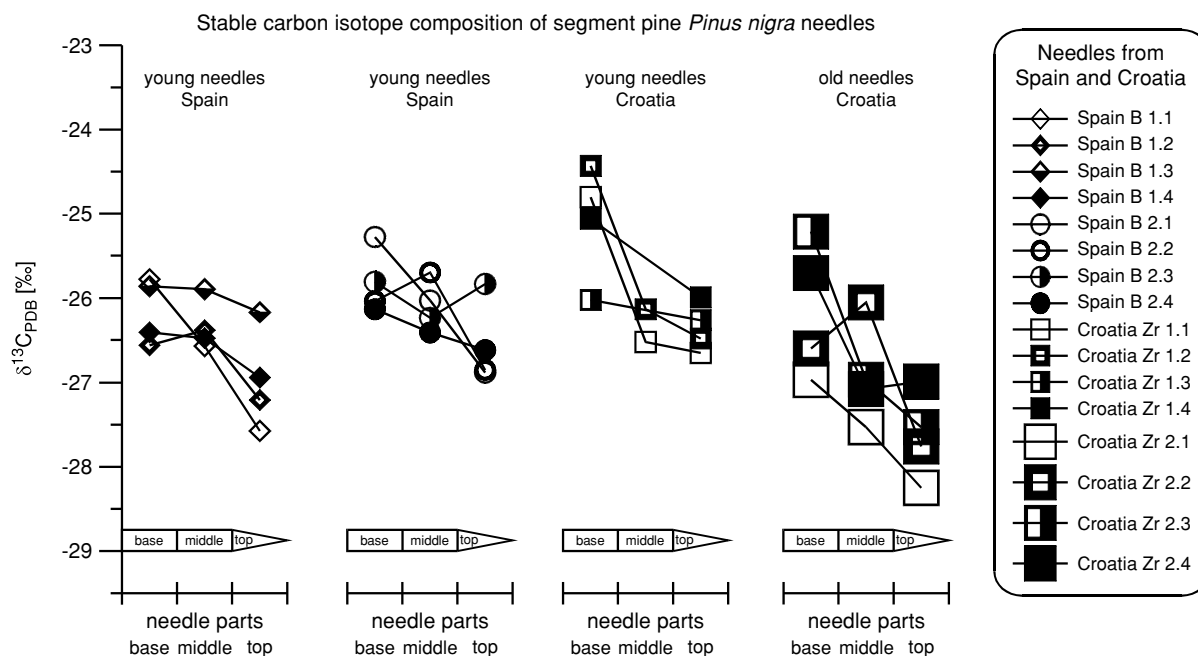 Stable carbon isotope composition of segment pine Pinus nigra needles
-23
-24
-25
-26
-27
-28
-29
δ13CPDB [‰]
young needles
Spain
young needles
Spain
young needles
Croatia
old needles
Croatia
base middle top
base middle top
base middle top
base middle top
needle parts
base middle top
needle parts
base middle top
needle parts
base middle top
needle parts
base middle top
Needles from
Spain and Croatia
Spain B 1.1
Spain B 1.2
Spain B 1.3
Spain B 1.4
Spain B 2.1
Spain B 2.2
Spain B 2.3
Spain B 2.4
Croatia Zr 1.1
Croatia Zr 1.2
Croatia Zr 1.3
Croatia Zr 1.4
Croatia Zr 2.1
Croatia Zr 2.2
Croatia Zr 2.3
Croatia Zr 2.4